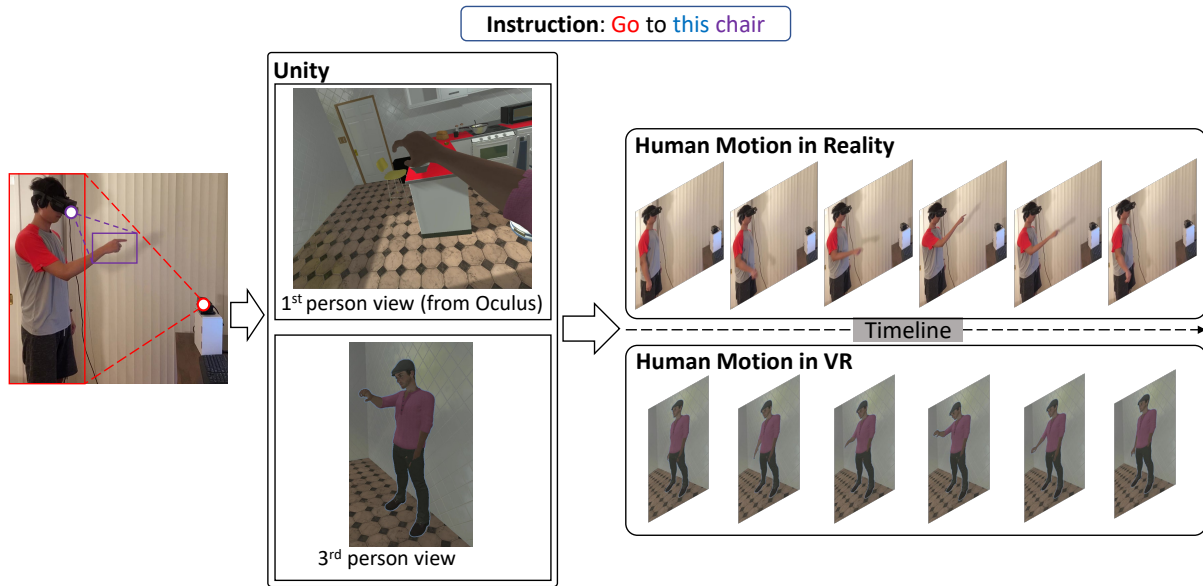 Instruction: Go to this chair
Unity
1st person view (from Oculus)
3rd person view
Human Motion in Reality
Timeline
Human Motion in VR